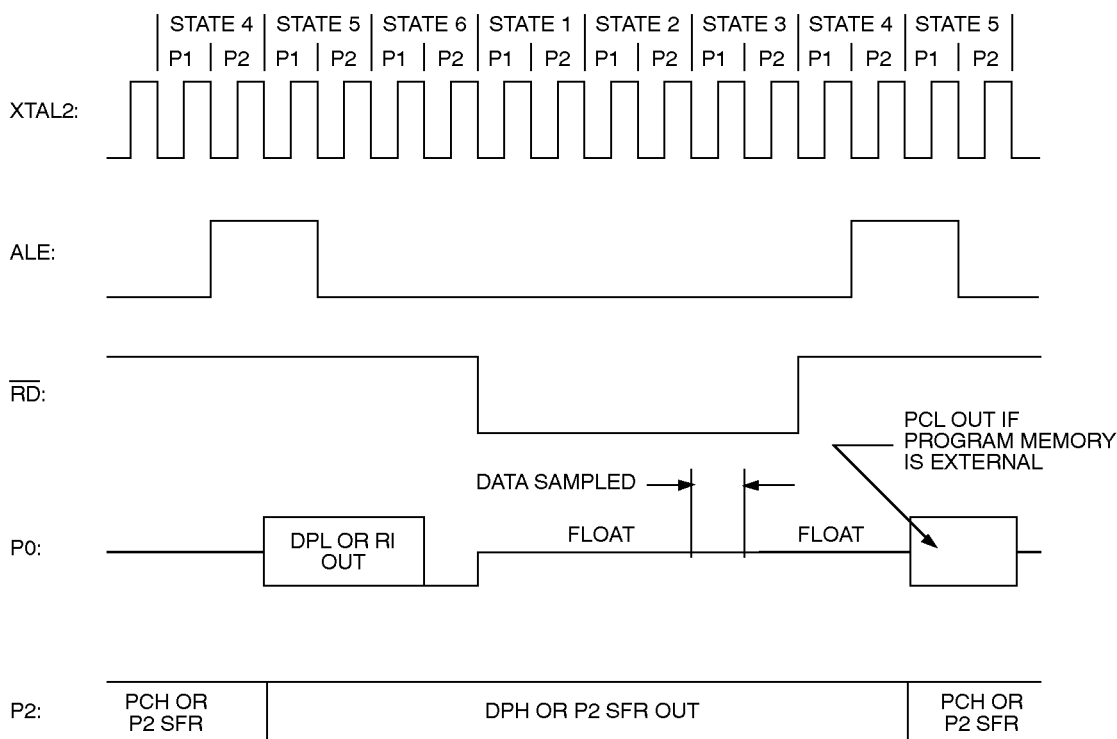 STATE 4 STATE 5 STATE 6 STATE 1 STATE 2 STATE 3 STATE 4 STATE 5
P1 P2 P1 P2 P1 P2 P1 P2 P1 P2 P1 P2 P1 P2 P1 P2
XTAL2:
ALE:
RD:
PCL OUT IF
PROGRAM MEMORY
IS EXTERNAL
DATA SAMPLED
P0:
DPL OR RI
OUT
FLOAT
FLOAT
P2:
PCH OR
P2 SFR
DPH OR P2 SFR OUT
PCH OR
P2 SFR